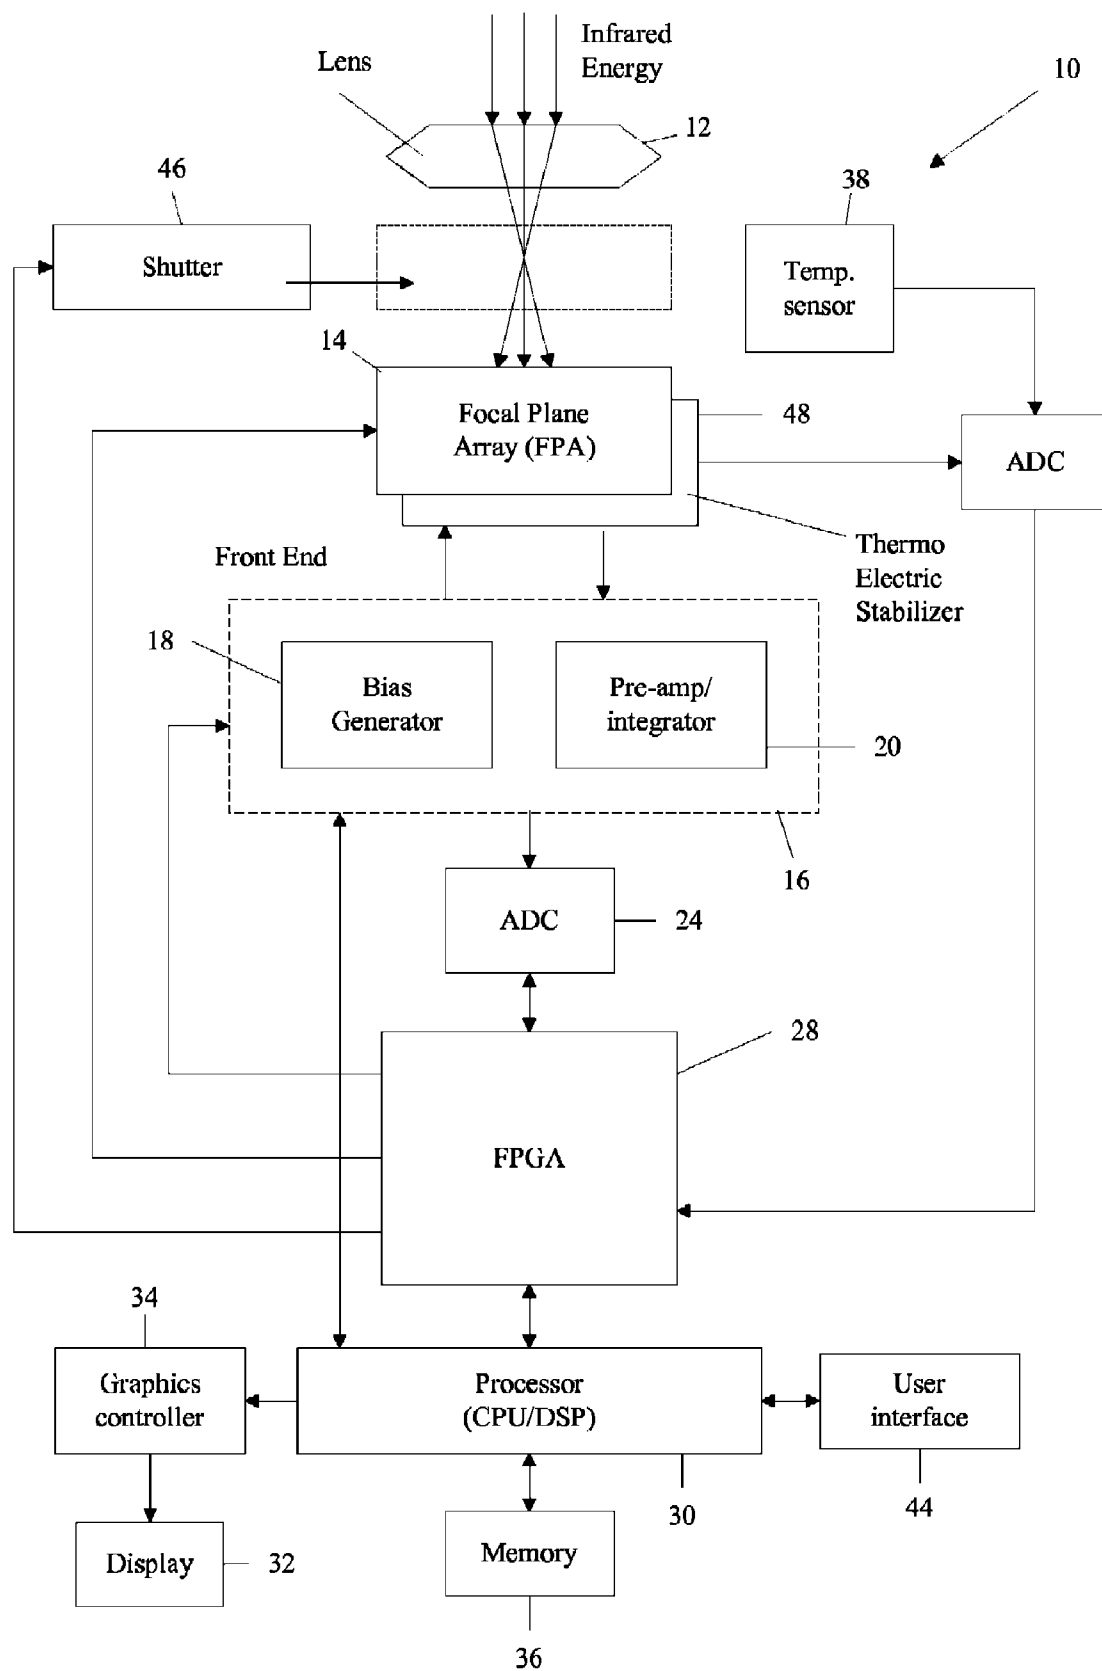 Infrared
Energy
Lens
10
12
46
38
Shutter
Temp.
sensor
14
Focal Plane
Array (FPA)
48
ADC
Front End
Thermo
Electric
Stabilizer
18
Bias
Generator
Pre-amp/
integrator
20
16
ADC
24
28
FPGA
34
Graphics
controller
Processor
(CPU/DSP)
User
interface
30
44
Display
32
Memory
36